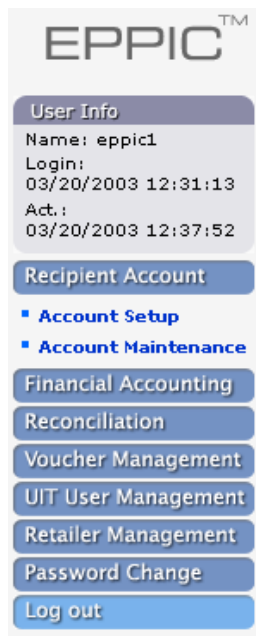 EPPIC™
User Info
Name: eppic1
Login:
03/20/2003 12:31:13
Act.:
03/20/2003 12:37:52
Recipient Account
Account Setup
Account Maintenance
Financial Accounting
Reconciliation
Voucher Management
UIT User Management
Retailer Management
Password Change
Log out